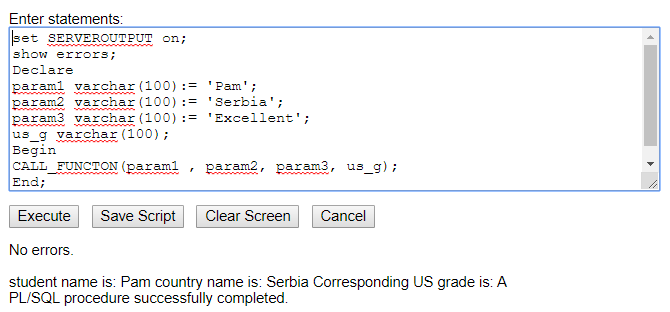 Enter statements:
set SERVEROUTPUT on;
show errors;
Declare
param1 varchar(100):= 'Pam';
param2 varchar(100):= 'Serbia';
param3 varchar(100):= 'Excellent';
us_g varchar(100);
Begin
CALL_FUNCTON(param1 , param2, param3, us_g);
End;
Execute Save Script Clear Screen Cancel
No errors.
student name is: Pam country name is: Serbia Corresponding US grade is: A
PL/SQL procedure successfully completed.